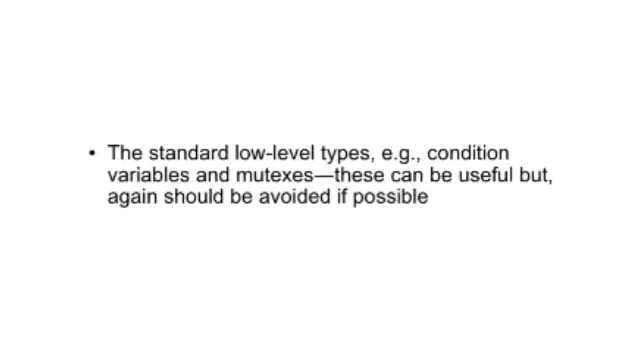 • The standard low-level types, e.g., condition
variables and mutexes—these can be useful but,
again should be avoided if possible